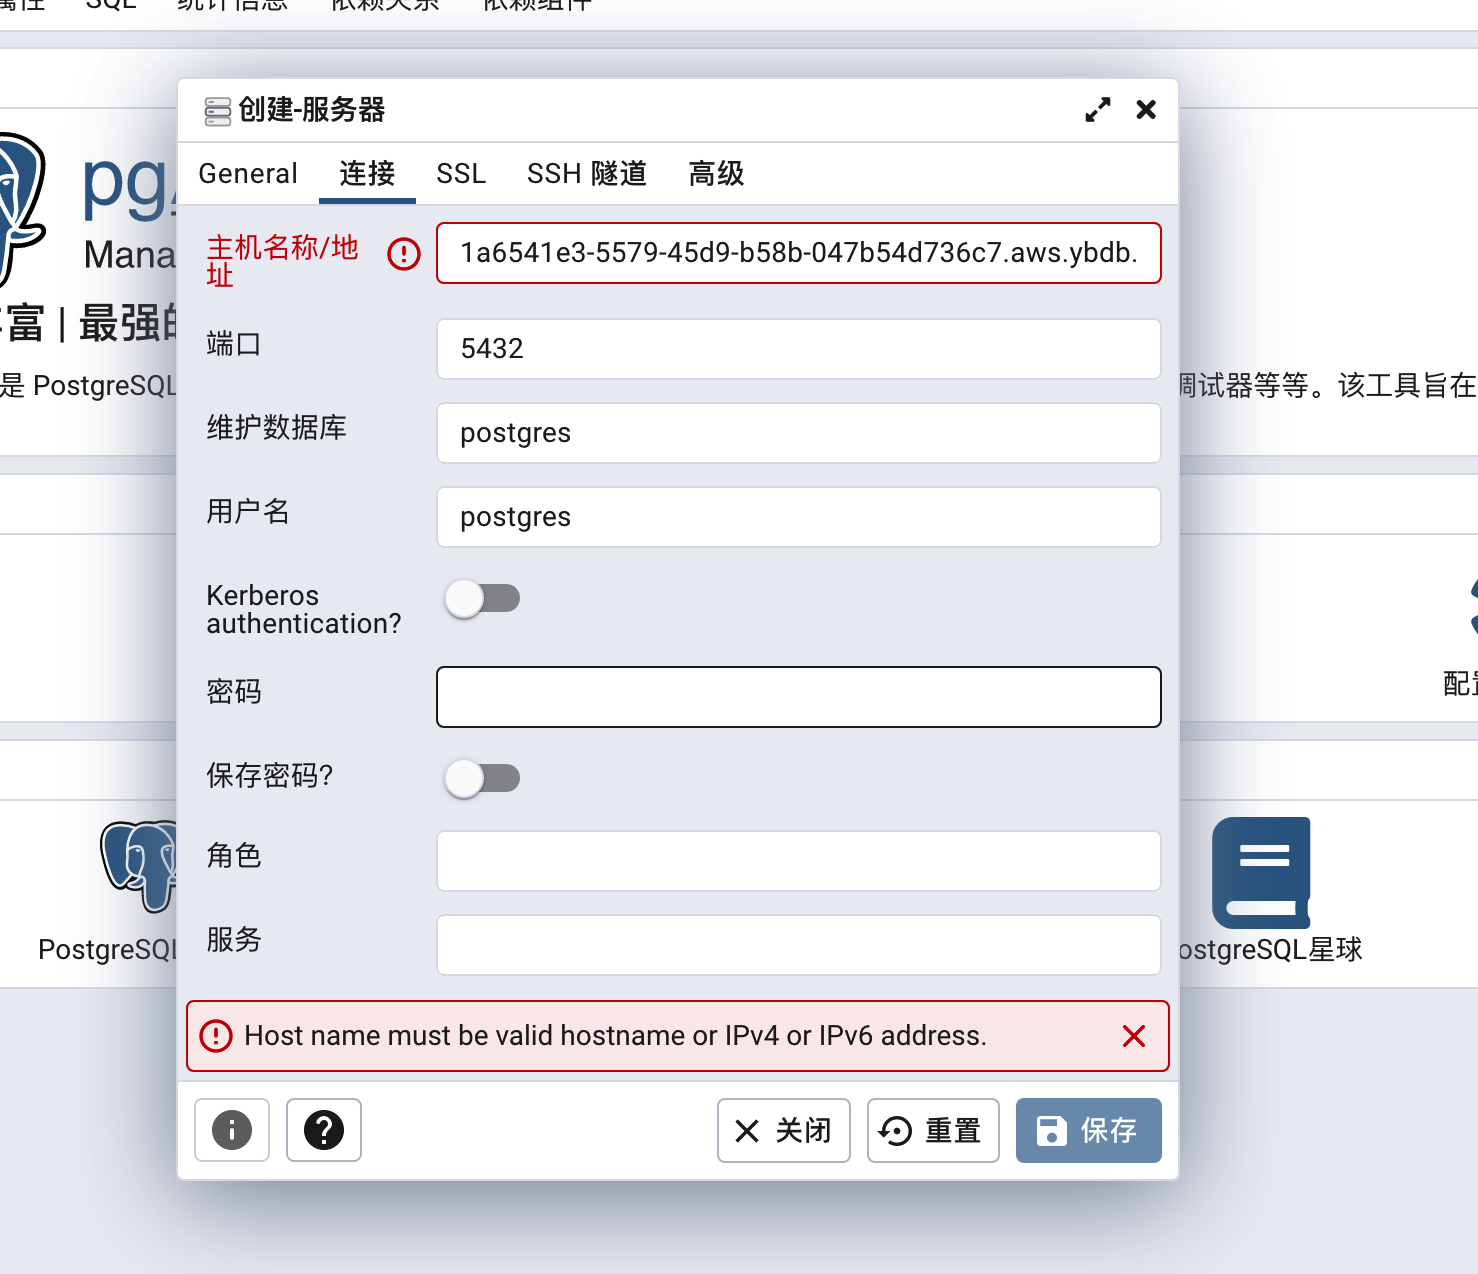 SQL 统计信息 依赖关系 依赖组件
创建-服务器
General 连接 SSL SSH 隧道 高级
pgA
Mana
富 | 最强的
是 PostgreSQL
调试器等等。该工具旨在
主机名称/地
址
1a6541e3-5579-45d9-b58b-047b54d736c7.aws.ybdb.
端口
5432
维护数据库
postgres
用户名
postgres
Kerberos
authentication?
密码
配置
保存密码?
角色
PostgreSQL
ostgreSQL星球
服务
Host name must be valid hostname or IPv4 or IPv6 address.
关闭 重置 保存